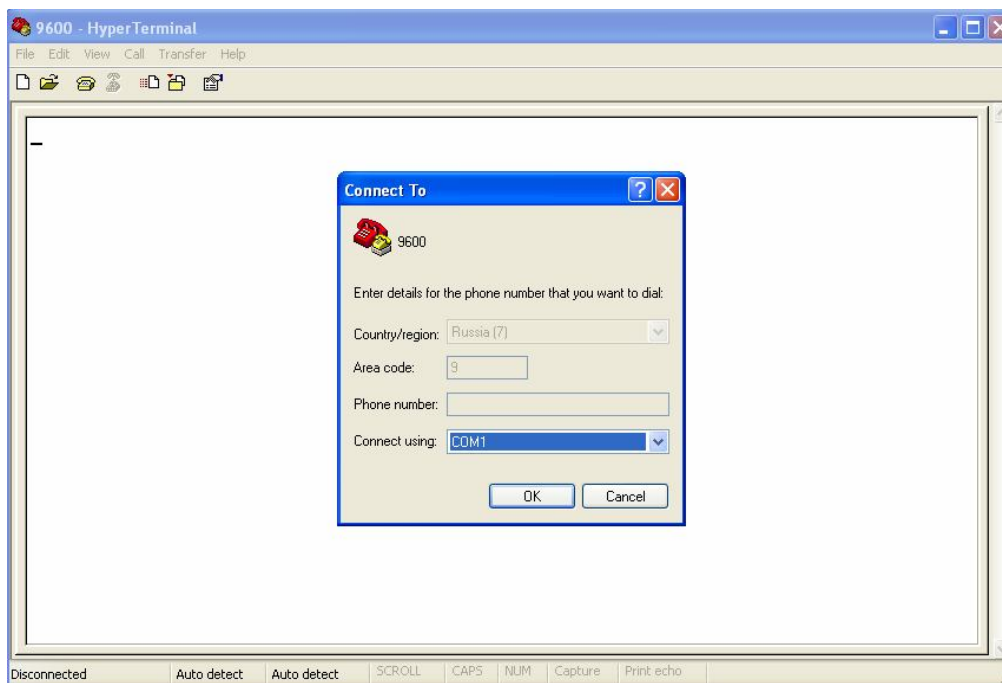 9600 - HyperTerminal
File Edit View Call Transfer Help
Connect To
9600
Enter details for the phone number that you want to dial:
Country/region: Russia (7)
Area code: 9
Phone number:
Connect using: COM1
OK Cancel
Disconnected Auto detect Auto detect SCROLL CAPS NUM Capture Print echo